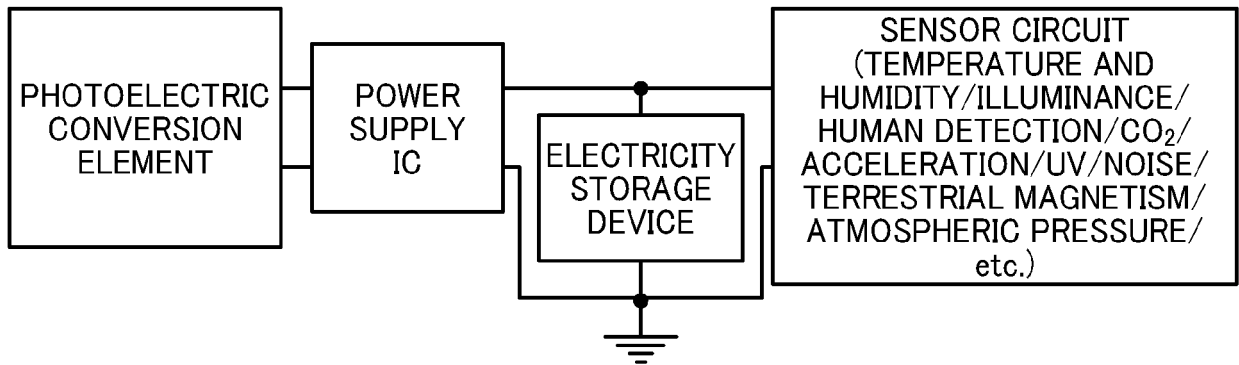 PHOTOELECTRIC
CONVERSION
ELEMENT
POWER
SUPPLY
IC
ELECTRICITY
STORAGE
DEVICE
SENSOR CIRCUIT
(TEMPERATURE AND
HUMIDITY/ILLUMINANCE/
HUMAN DETECTION/CO₂/
ACCELERATION/UV/NOISE/
TERRESTRIAL MAGNETISM/
ATMOSPHERIC PRESSURE/
etc.)